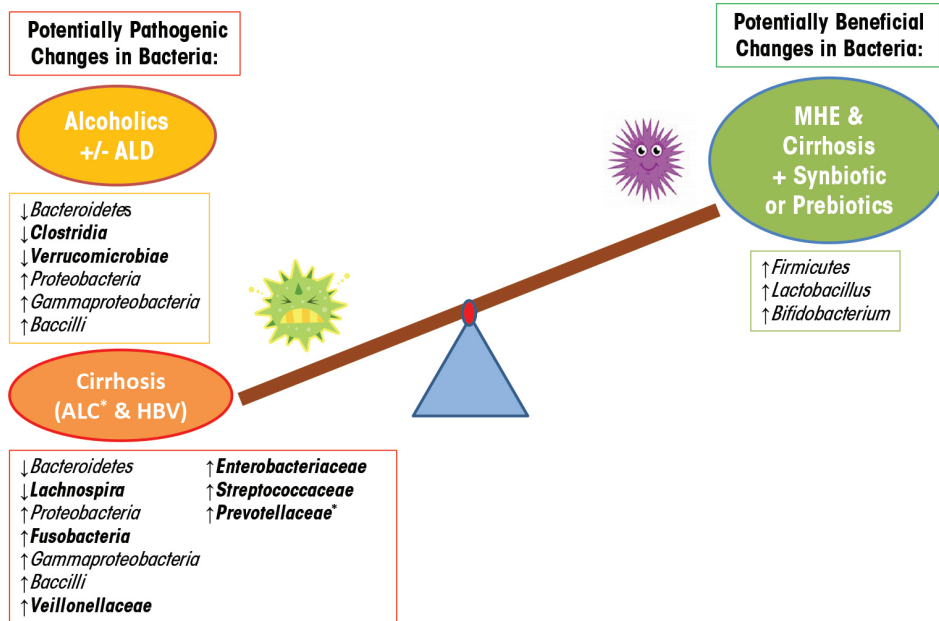 Potentially Pathogenic
Changes in Bacteria:
Alcoholics
+/- ALD
↓Bacteroidetes
↓Clostridia
↓Verrucomicrobiae
↑Proteobacteria
↑Gammaproteobacteria
↑Baccilli
Cirrhosis
(ALC* & HBV)
↓Bacteroidetes
↓Lachnospira
↑Proteobacteria
↑Fusobacteria
↑Gammaproteobacteria
↑Baccilli
↑Veillonellaceae
↑Enterobacteriaceae
↑Streptococcaceae
↑Prevotellaceae*
Potentially Beneficial
Changes in Bacteria:
MHE &
Cirrhosis
+ Synbiotic
or Prebiotics
↑Firmicutes
↑Lactobacillus
↑Bifidobacterium